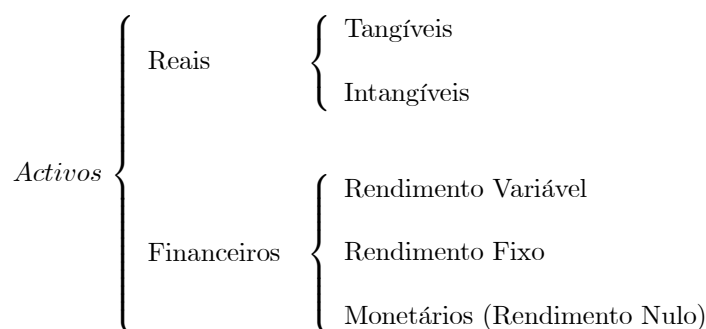 Activos
Reais
Tangíveis
Intangíveis
Financeiros
Rendimento Variável
Rendimento Fixo
Monetários (Rendimento Nulo)